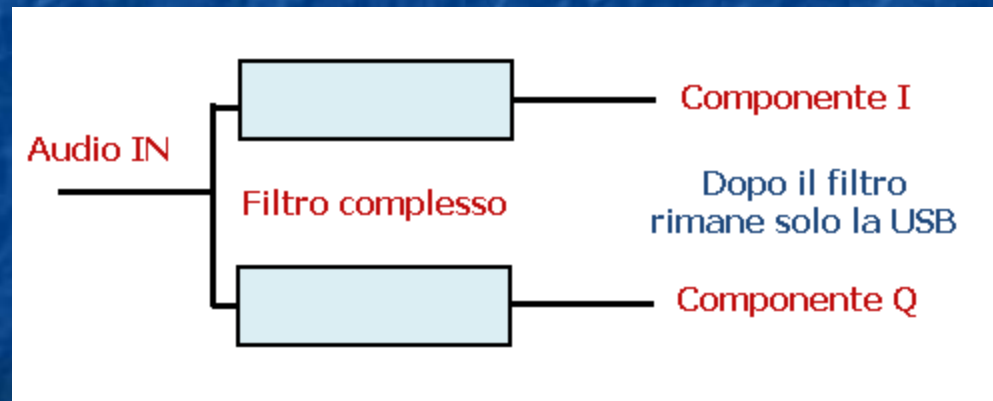 Audio IN
Filtro complesso
Componente I
Dopo il filtro
rimane solo la USB
Componente Q